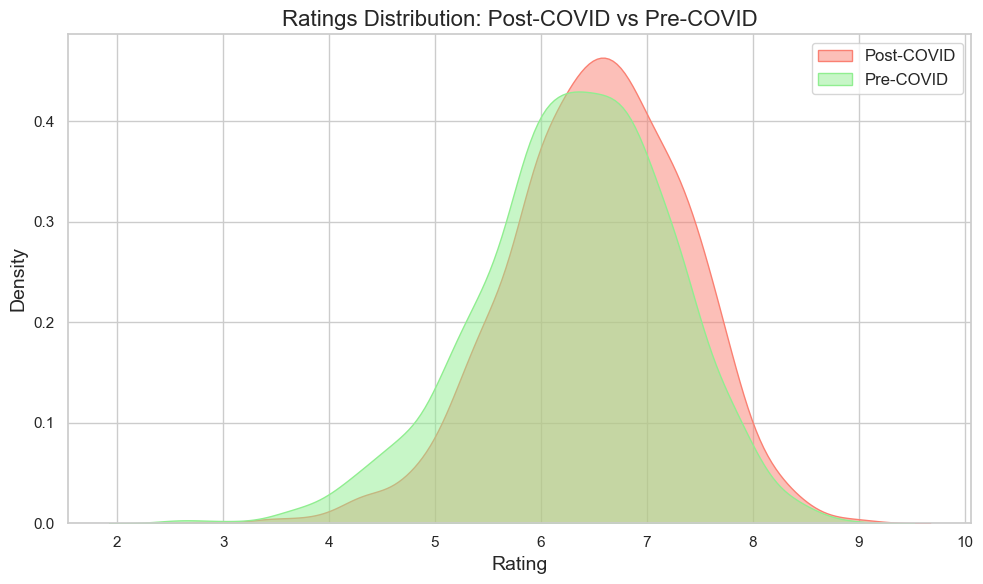 Ratings Distribution: Post-COVID vs Pre-COVID
Post-COVID
Pre-COVID
Density
0.4
0.3
0.2
0.1
0.0
2 3 4 5 6 7 8 9 10
Rating